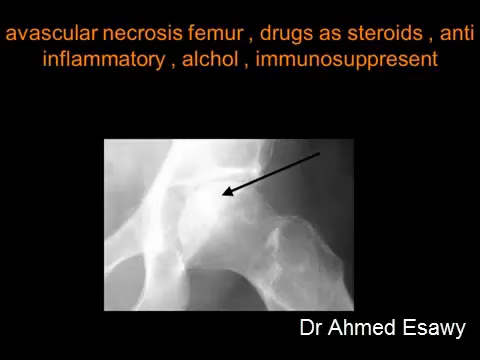 avascular necrosis femur , drugs as steroids , anti
inflammatory , alchol , immunosuppresent
Dr Ahmed Esawy